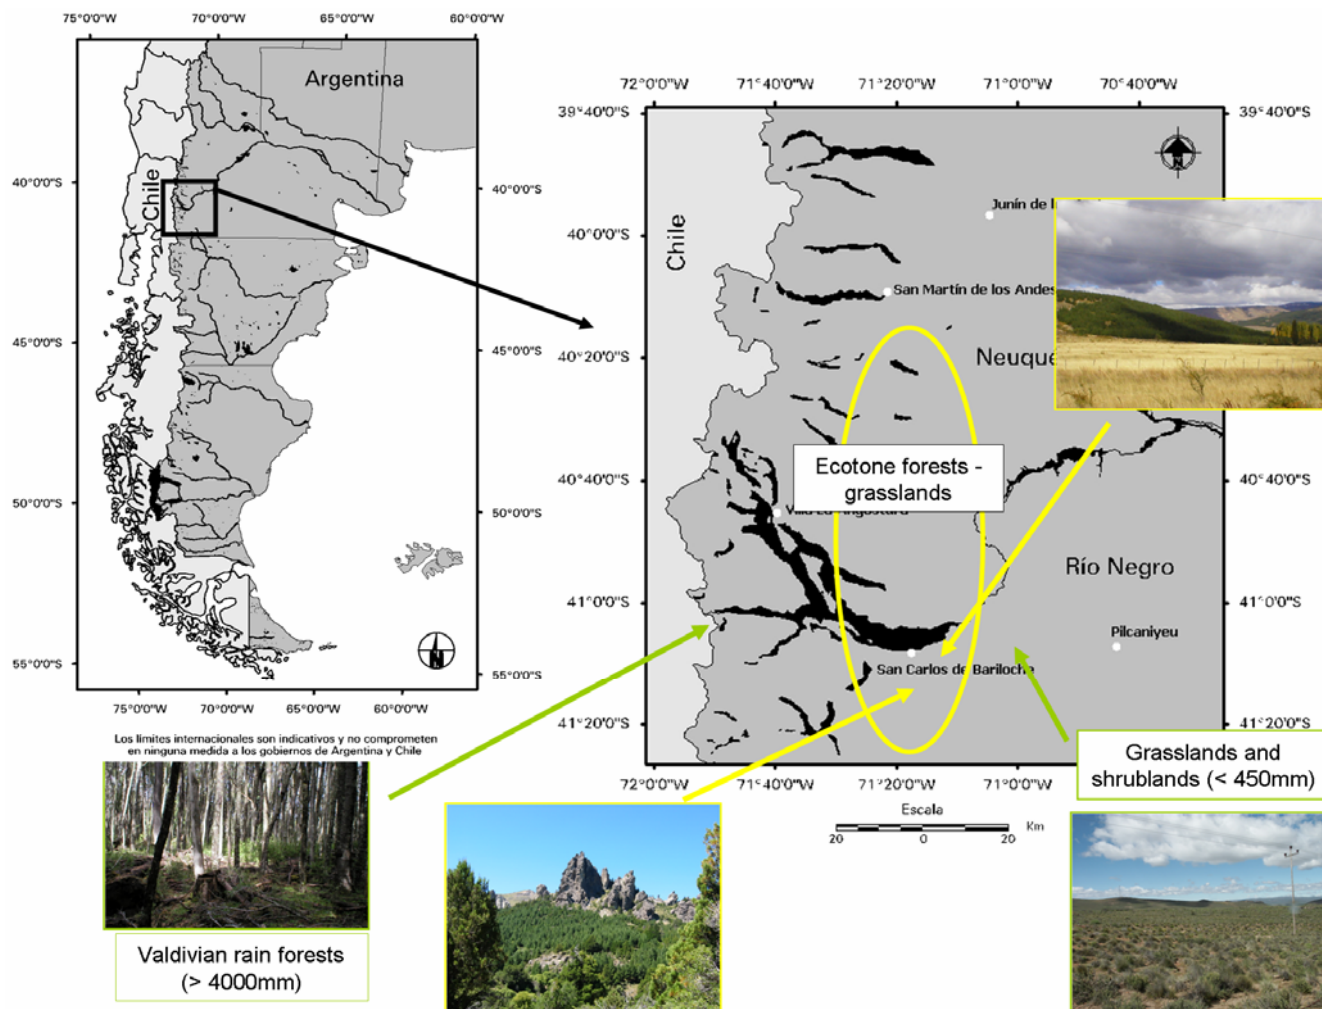 75°0'0"W 70°0'0"W 65°0'0"W 60°0'0"W
Argentina
Chile
40°0'0"S 40°0'0"S
45°0'0"S 45°0'0"S
50°0'0"S 50°0'0"S
55°0'0"S 55°0'0"S
N
75°0'0"W 70°0'0"W 65°0'0"W 60°0'0"W
Los límites internacionales son indicativos y no comprometen
en ninguna medida a los gobiernos de Argentina y Chile
72°0'0"W 71°40'0"W 71°20'0"W 71°0'0"W 70°40'0"W
39°40'0"S 39°40'0"S
N
Junín de
40°0'0"S
Chile
San Martín de los Andes
40°20'0"S
Neuqué
Ecotone forests -
grasslands
40°40'0"S 40°40'0"S
Villa La Angostura
Río Negro
41°0'0"S 41°0'0"S
Pilcaniyeu
San Carlos de Bariloche
41°20'0"S 41°20'0"S
72°0'0"W 71°40'0"W 71°20'0"W 71°0'0"W
Escala
20 0 20 Km
Grasslands and
shrublands (< 450mm)
Valdivian rain forests
(> 4000mm)